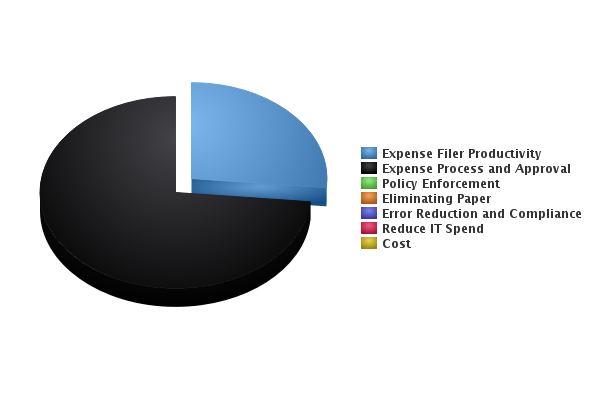 Expense Filer Productivity
Expense Process and Approval
Policy Enforcement
Eliminating Paper
Error Reduction and Compliance
Reduce IT Spend
Cost